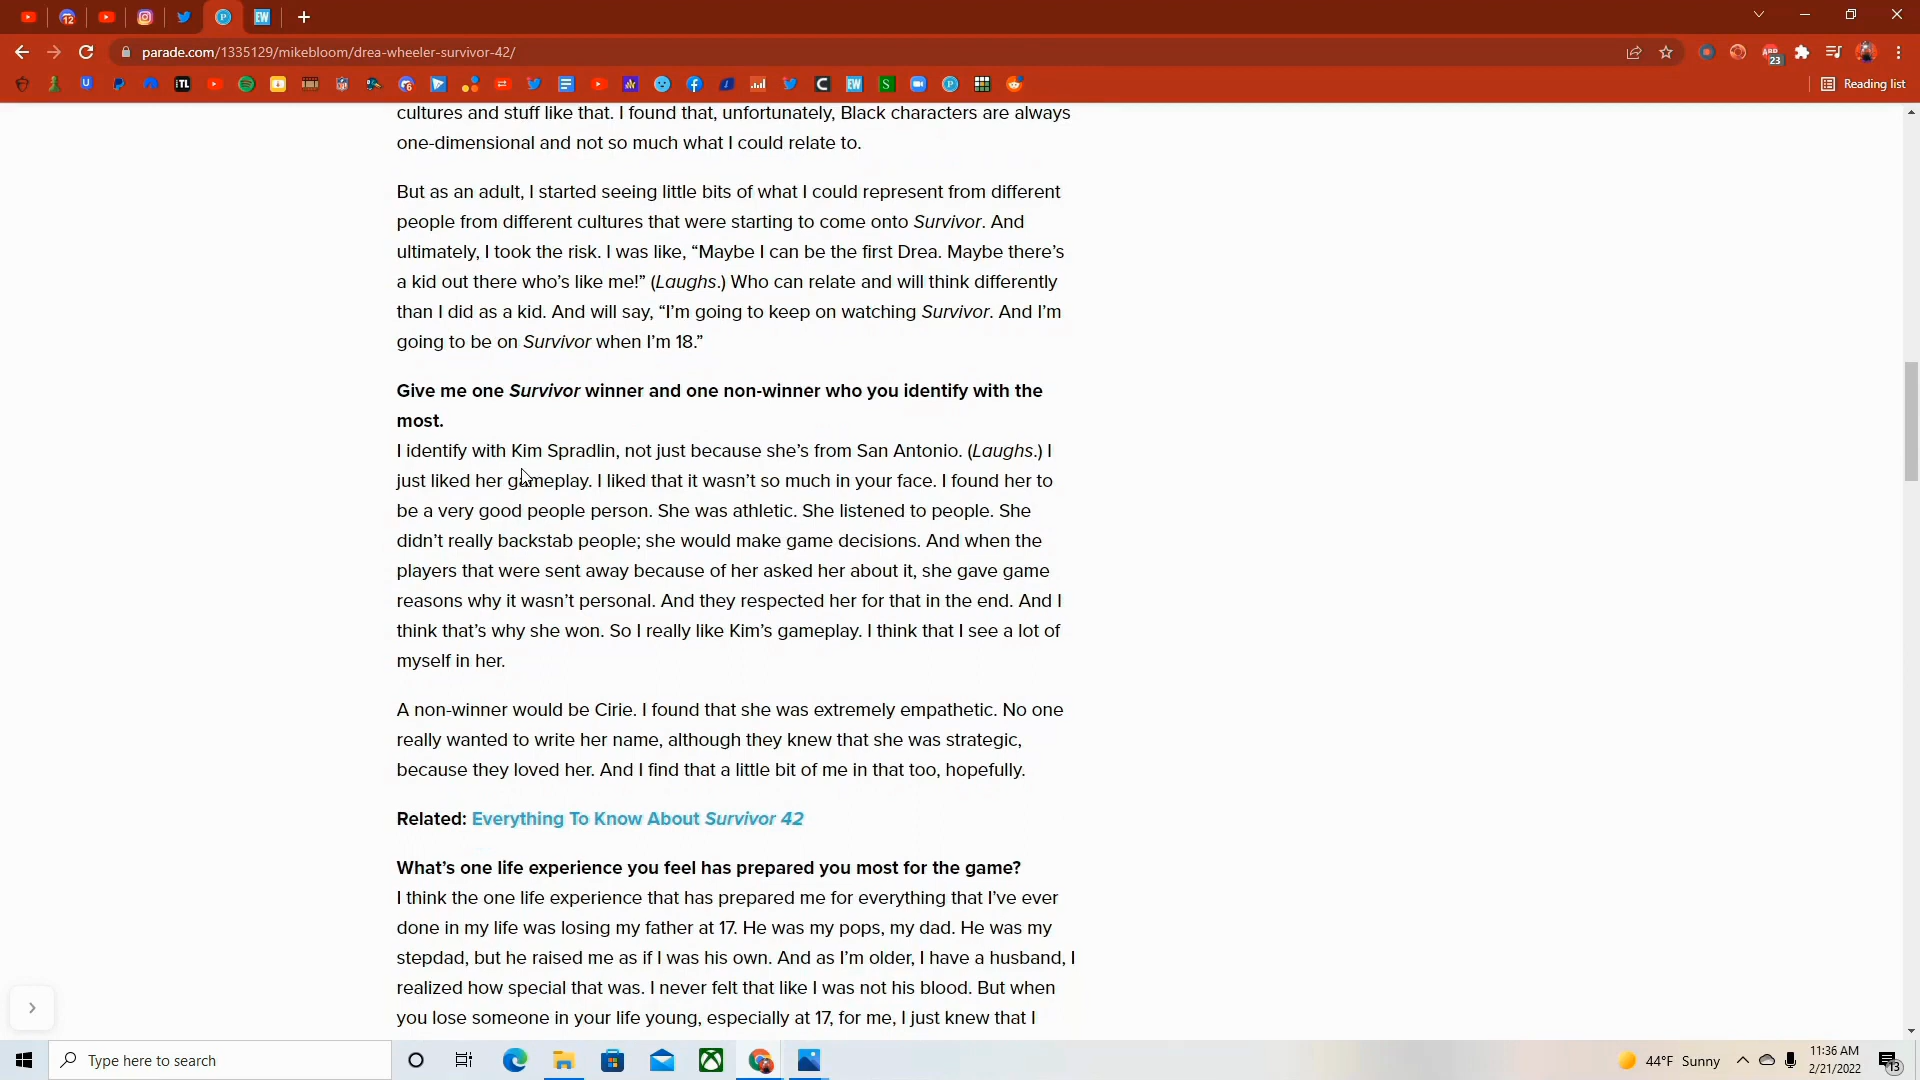 12
P
EW
parade.com/1335129/mikebloom/drea-wheeler-survivor-42/
23
iTL
EW
S
P
Reading list
cultures and stuff like that. I found that, unfortunately, Black characters are always
one-dimensional and not so much what I could relate to.
But as an adult, I started seeing little bits of what I could represent from different
people from different cultures that were starting to come onto Survivor. And
ultimately, I took the risk. I was like, “Maybe I can be the first Drea. Maybe there’s
a kid out there who’s like me!” (Laughs.) Who can relate and will think differently
than I did as a kid. And will say, “I’m going to keep on watching Survivor. And I’m
going to be on Survivor when I’m 18.”
Give me one Survivor winner and one non-winner who you identify with the
most.
I identify with Kim Spradlin, not just because she’s from San Antonio. (Laughs.) I
just liked her gameplay. I liked that it wasn’t so much in your face. I found her to
be a very good people person. She was athletic. She listened to people. She
didn’t really backstab people; she would make game decisions. And when the
players that were sent away because of her asked her about it, she gave game
reasons why it wasn’t personal. And they respected her for that in the end. And I
think that’s why she won. So I really like Kim’s gameplay. I think that I see a lot of
myself in her.
A non-winner would be Cirie. I found that she was extremely empathetic. No one
really wanted to write her name, although they knew that she was strategic,
because they loved her. And I find that a little bit of me in that too, hopefully.
Related: Everything To Know About Survivor 42
What’s one life experience you feel has prepared you most for the game?
I think the one life experience that has prepared me for everything that I’ve ever
done in my life was losing my father at 17. He was my pops, my dad. He was my
stepdad, but he raised me as if I was his own. And as I’m older, I have a husband, I
realized how special that was. I never felt that like I was not his blood. But when
you lose someone in your life young, especially at 17, for me, I just knew that I
Type here to search
44°F Sunny
11:36 AM
2/21/2022
13